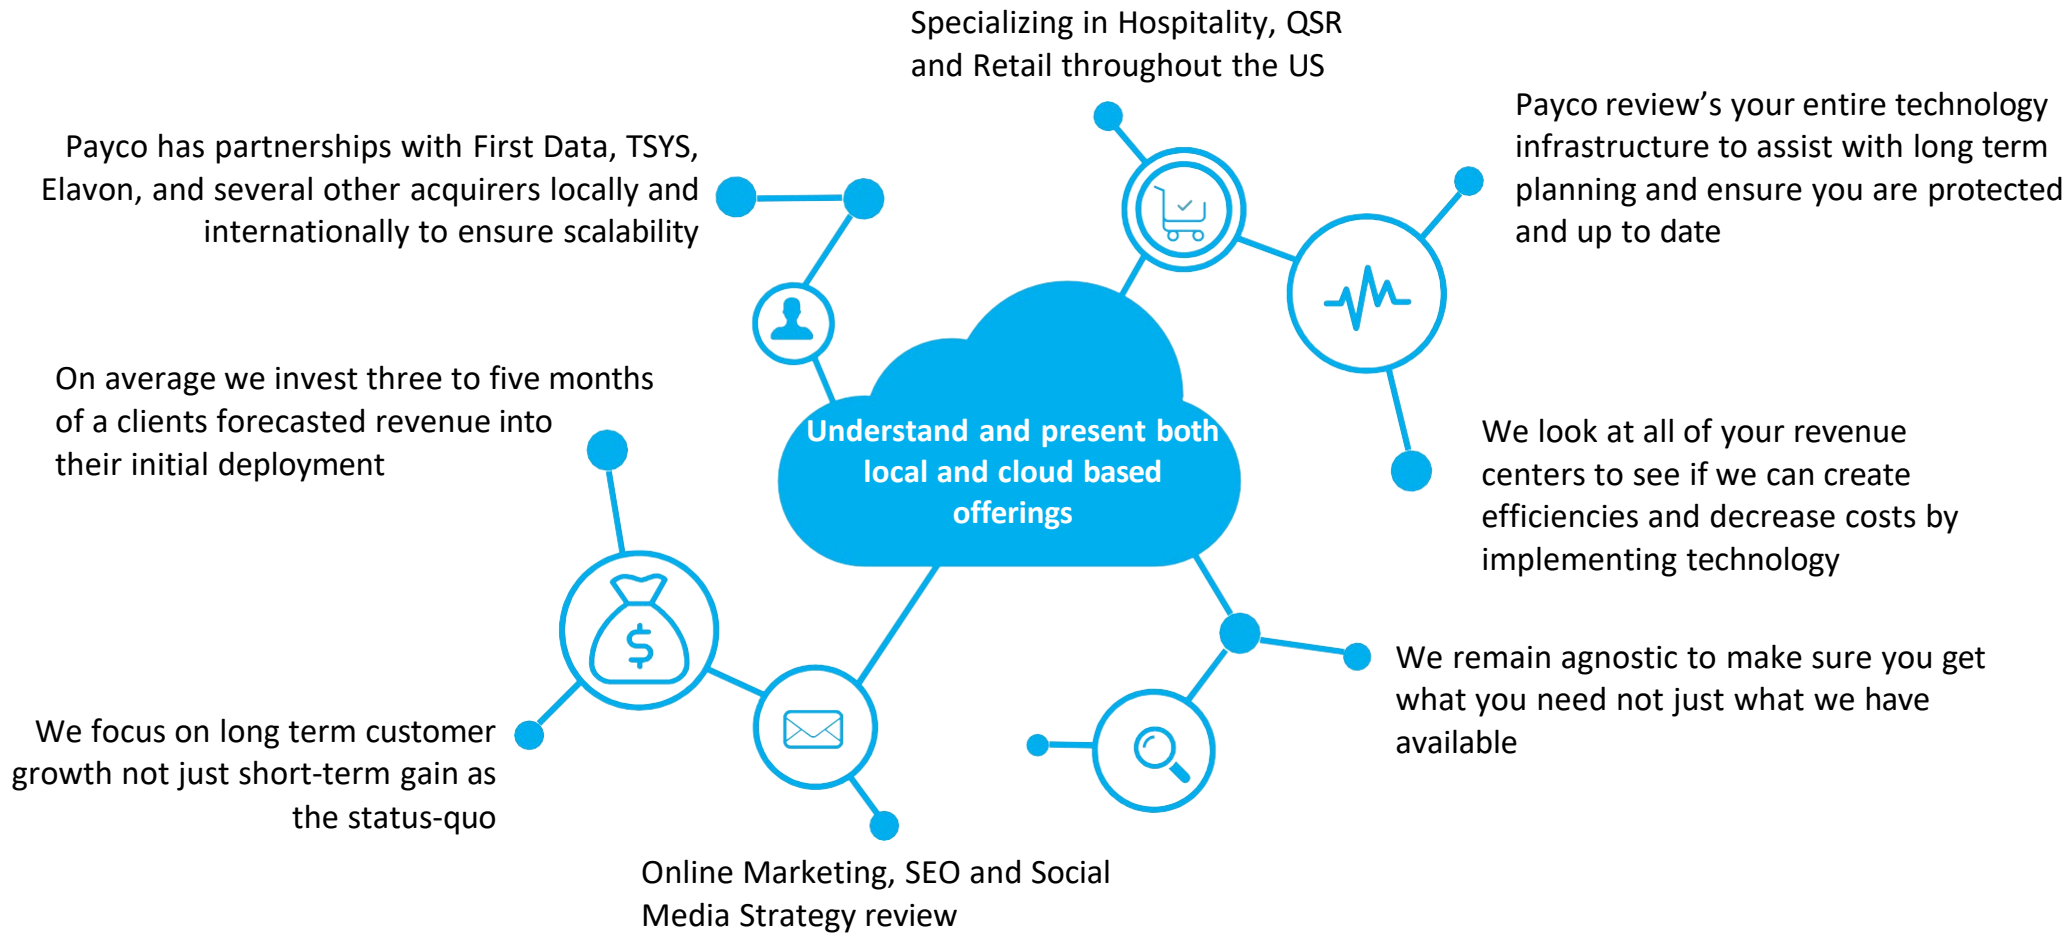 Specializing in Hospitality, QSR
and Retail throughout the US
Payco has partnerships with First Data, TSYS,
Elavon, and several other acquirers locally and
internationally to ensure scalability
Payco review’s your entire technology
infrastructure to assist with long term
planning and ensure you are protected
and up to date
On average we invest three to five months
of a clients forecasted revenue into
their initial deployment
Understand and present both
local and cloud based
offerings
We look at all of your revenue
centers to see if we can create
efficiencies and decrease costs by
implementing technology
$
We focus on long term customer
growth not just short-term gain as
the status-quo
We remain agnostic to make sure you get
what you need not just what we have
available
Online Marketing, SEO and Social
Media Strategy review